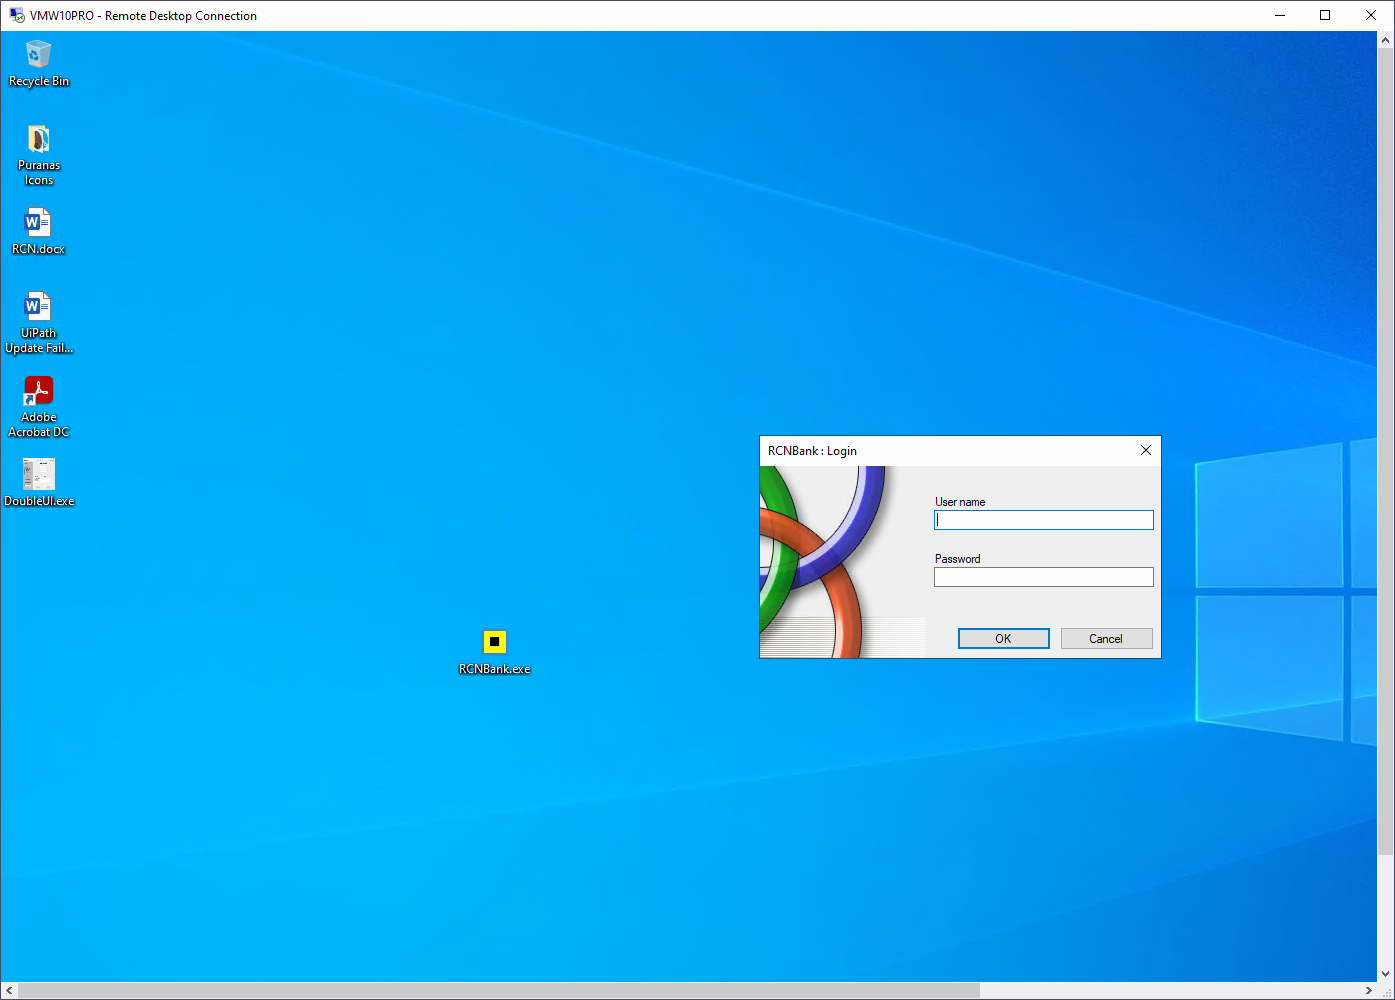 VMW10PRO - Remote Desktop Connection
Recycle Bin
Puranas
Icons
RCN.docx
UiPath
Update Fail...
Adobe
Acrobat DC
DoubleUI.exe
RCNBank.exe
RCNBank : Login
User name
Password
OK
Cancel